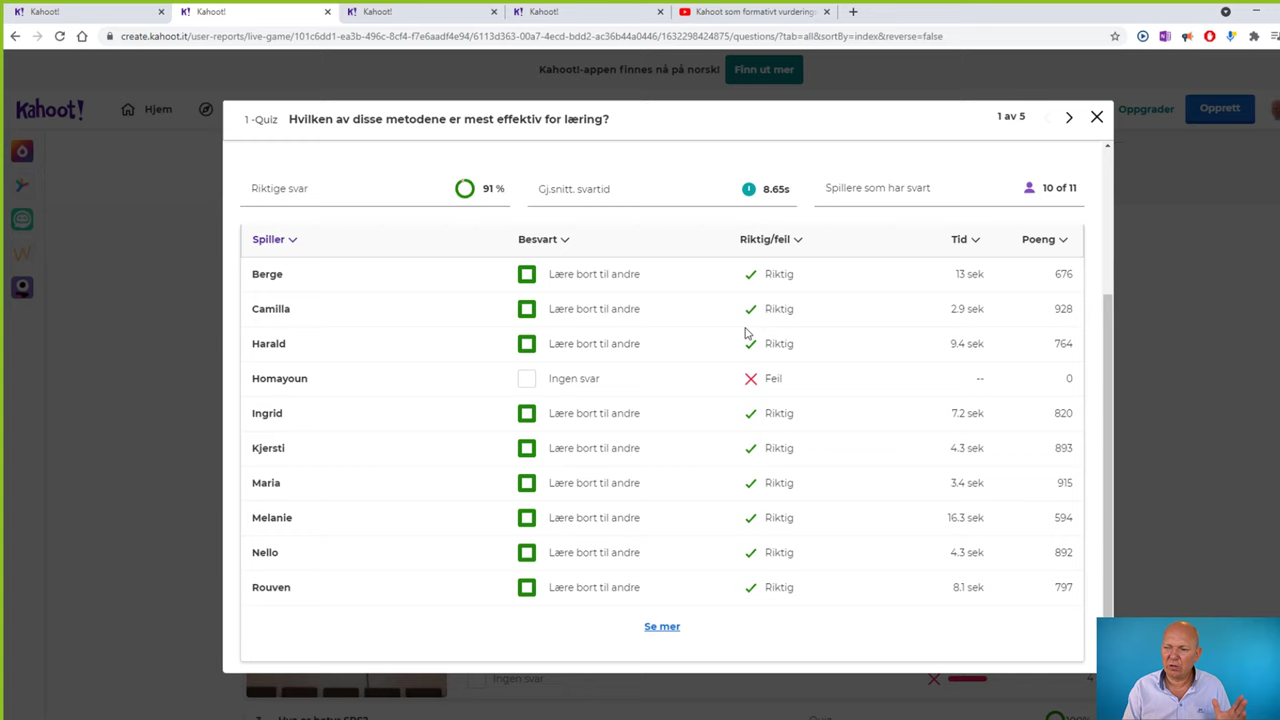 Kahoot!
Kahoot!
Kahoot!
Kahoot!
Kahoot som formativt vurdering
create.kahoot.it/user-reports/live-game/101c6dd1-ea3b-496c-8cf4-f7e6aadf4e94/6113d363-00a7-4ecd-bdd2-ac36b44a0446/1632298424875/questions/?tab=all&sortBy=index&reverse=false
Kahoot!-appen finnes nå på norsk! Finn ut mer
Kahoot! Hjem Oppgrader Opprett
1 -Quiz Hvilken av disse metodene er mest effektiv for læring? 1 av 5
Riktige svar 91 % Gj.snitt. svartid 8.65s Spillere som har svart 10 of 11
Spiller Besvart Riktig/feil Tid Poeng
Berge Lære bort til andre Riktig 13 sek 676
Camilla Lære bort til andre Riktig 2.9 sek 928
Harald Lære bort til andre Riktig 9.4 sek 764
Homayoun Ingen svar Feil -- 0
Ingrid Lære bort til andre Riktig 7.2 sek 820
Kjersti Lære bort til andre Riktig 4.3 sek 893
Maria Lære bort til andre Riktig 3.4 sek 915
Melanie Lære bort til andre Riktig 16.3 sek 594
Nello Lære bort til andre Riktig 4.3 sek 892
Rouven Lære bort til andre Riktig 8.1 sek 797
Se mer
Ingen svar 4
Quiz 100%